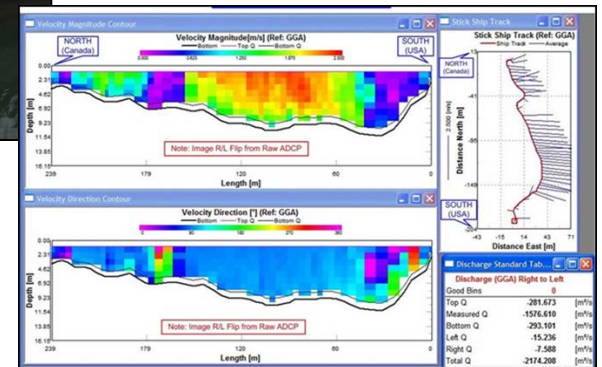 Velocity Magnitude Contour
NORTH
(Canada)
Velocity Magnitude[m/s] (Ref: GGA)
Bottom Top Q Bottom Q
SOUTH
(USA)
0.000 0.625 1.250 1.875 2.500
0.00
2.31
4.62
6.92
9.23
11.54
13.85
16.15
Depth [m]
Note: Image R/L Flip from Raw ADCP
239 179 120 60 0
Length [m]
Velocity Direction Contour
Velocity Direction [°] (Ref: GGA)
Bottom Top Q Bottom Q
0 90 180 270 360
0.00
2.31
4.62
6.92
9.23
11.54
13.85
16.15
Depth [m]
Note: Image R/L Flip from Raw ADCP
239 179 120 60 0
Length [m]
Stick Ship Track
Stick Ship Track (Ref: GGA)
Ship Track Average
NORTH
(Canada)
2.500 [m/s]
Distance North [m]
SOUTH
(USA)
-43 -15 14 43 71
Distance East [m]
Discharge Standard Tab...
Discharge (GGA) Right to Left
Good Bins 0
Top Q -281.673 [m³/s]
Measured Q -1576.610 [m³/s]
Bottom Q -293.101 [m³/s]
Left Q -15.236 [m³/s]
Right Q -7.588 [m³/s]
Total Q -2174.208 [m³/s]